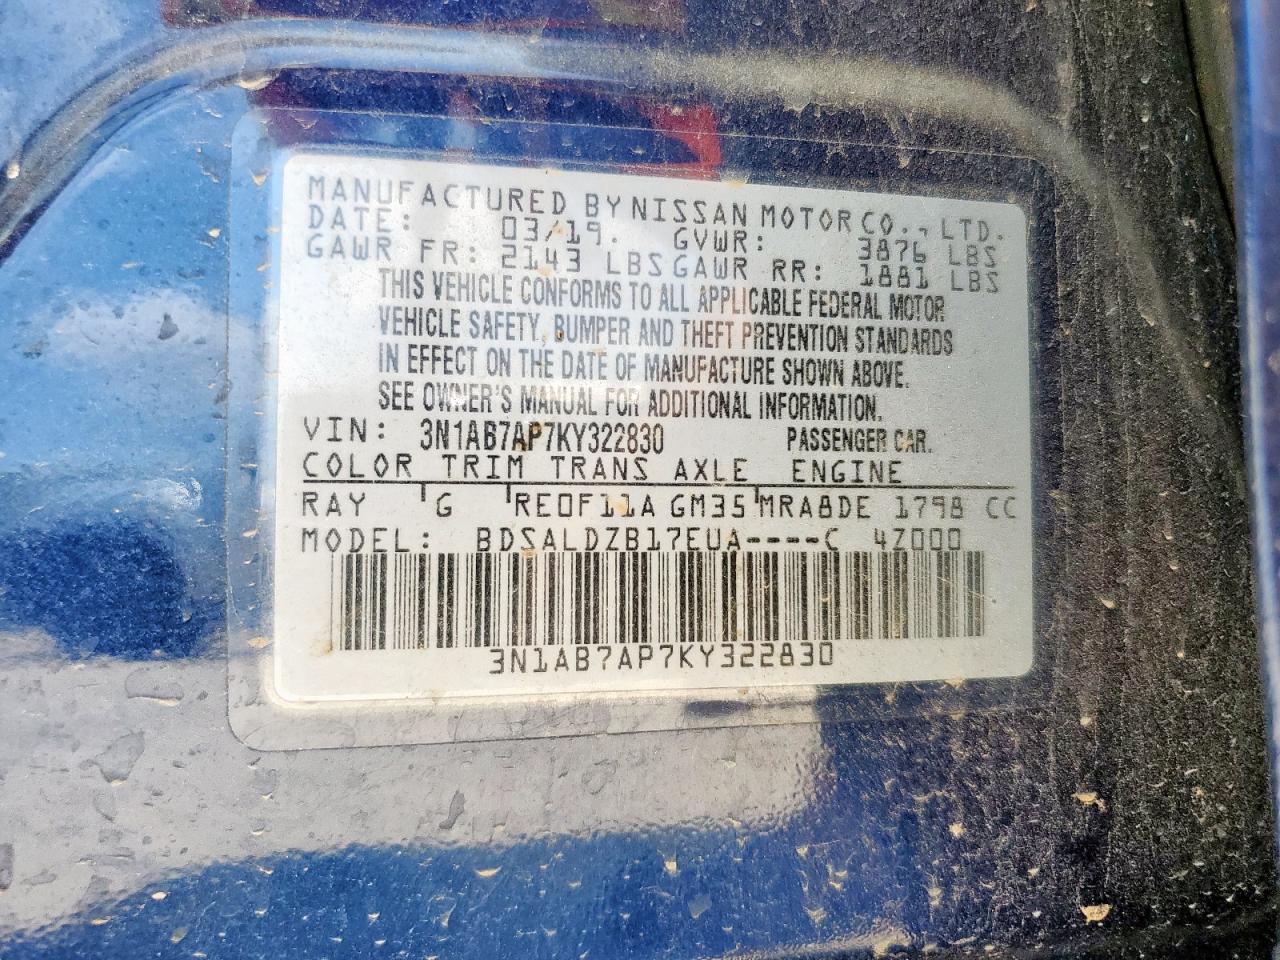 MANUFACTURED BY NISSAN MOTOR CO., LTD.
DATE: 03/19. GVWR: 3876 LBS
GAWR FR: 2143 LBS GAWR RR: 1881 LBS
THIS VEHICLE CONFORMS TO ALL APPLICABLE FEDERAL MOTOR
VEHICLE SAFETY, BUMPER AND THEFT PREVENTION STANDARDS
IN EFFECT ON THE DATE OF MANUFACTURE SHOWN ABOVE.
SEE OWNER'S MANUAL FOR ADDITIONAL INFORMATION.
VIN: 3N1AB7AP7KY322830 PASSENGER CAR.
COLOR TRIM TRANS AXLE ENGINE
RAY G RE0F11A GM35 MRA8DE 1798 CC
MODEL: BDSALDZB17EUA----C 4Z000
3N1AB7AP7KY322830